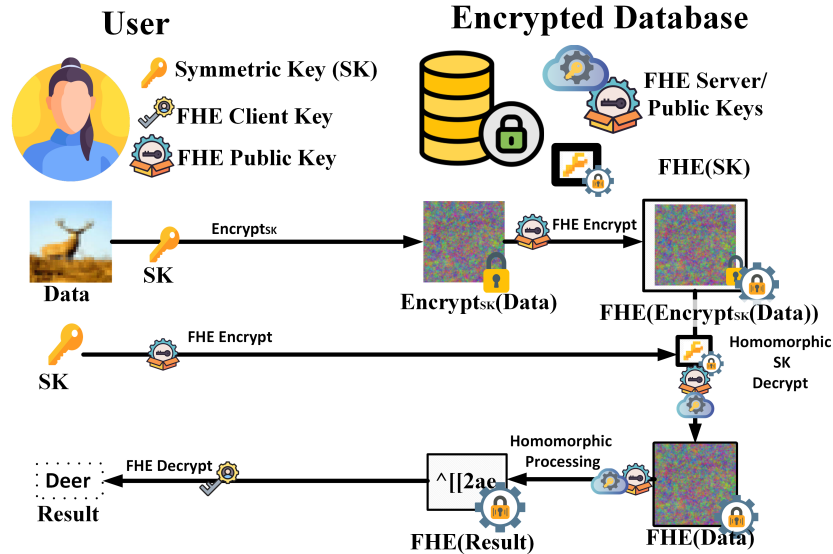 User
Encrypted Database
Symmetric Key (SK)
FHE Client Key
FHE Public Key
FHE Server/
Public Keys
FHE(SK)
EncryptSK
SK
Data
FHE Encrypt
EncryptSK(Data)
FHE(EncryptSK(Data))
FHE Encrypt
SK
Homomorphic
SK
Decrypt
Homomorphic
Processing
FHE Decrypt
Deer
Result
^[[2ae
FHE(Result)
FHE(Data)